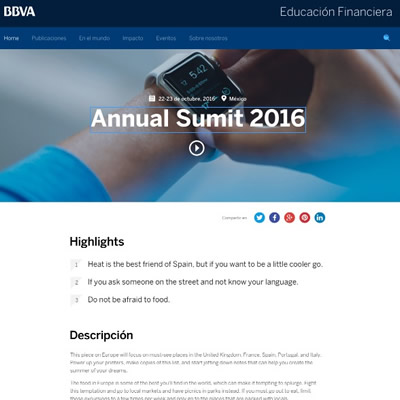 BBVA
Educación Financiera
Home Publicaciones En el mundo Impacto Eventos Sobre nosotros
5:42
22-23 de octubre, 2016 México
Annual Sumit 2016
Compartir en:
Highlights
1 Heat is the best friend of Spain, but if you want to be a little cooler go.
2 If you ask someone on the street and not know your language.
3 Do not be afraid to food.
Descripción
This piece on Europe will focus on must-see places in the United Kingdom, France, Spain, Portugal, and Italy.
Power up your printers, make copies of this list, and start jotting down notes that can help you create the
summer of your dreams.
The food in Europe is some of the best you'll find in the world, which can make it tempting to splurge. Fight
this temptation and go to local markets and have picnics in parks instead. If you must go out to eat, limit
these excursions to a few times per week and only go to the places that are packed with locals.